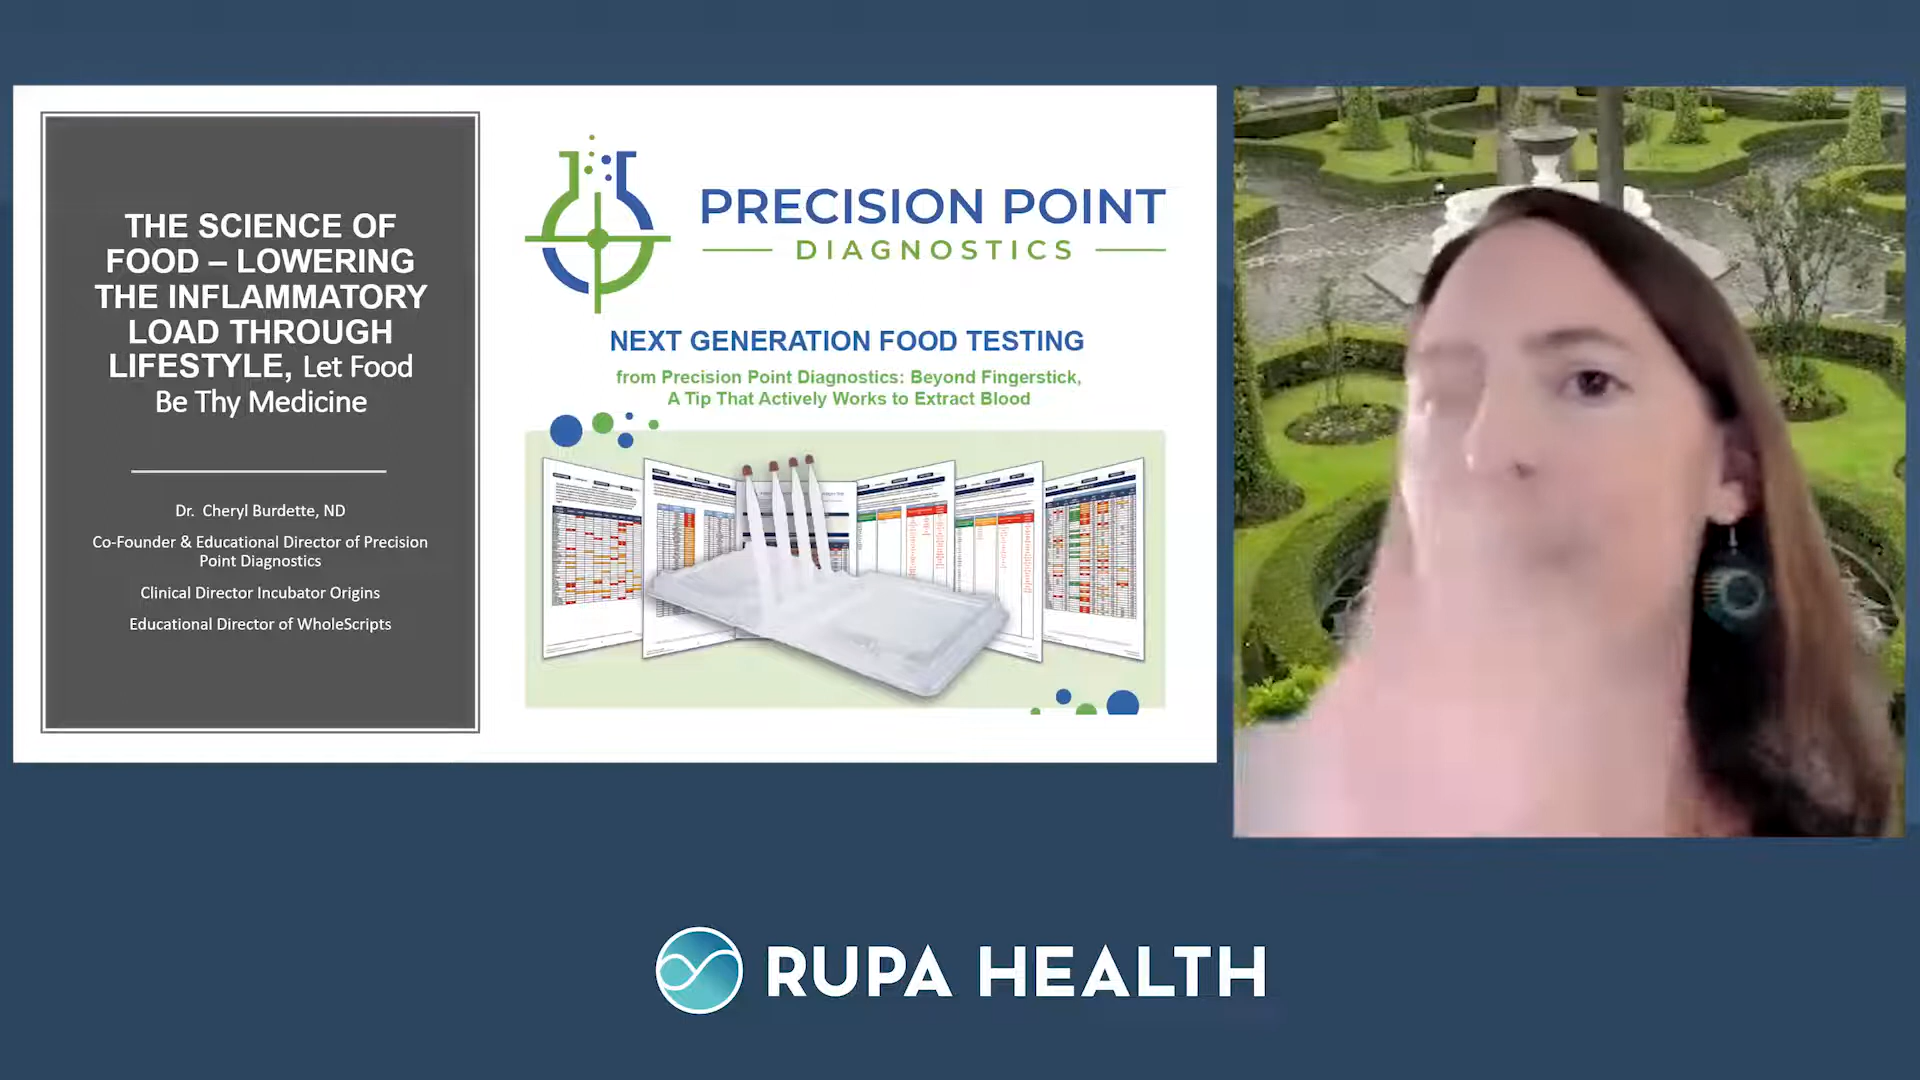 THE SCIENCE OF
FOOD – LOWERING
THE INFLAMMATORY
LOAD THROUGH
LIFESTYLE, Let Food
Be Thy Medicine
Dr. Cheryl Burdette, ND
Co-Founder & Educational Director of Precision
Point Diagnostics
Clinical Director Incubator Origins
Educational Director of WholeScripts
PRECISION POINT
DIAGNOSTICS
NEXT GENERATION FOOD TESTING
from Precision Point Diagnostics: Beyond Fingerstick,
A Tip That Actively Works to Extract Blood
RUPA HEALTH